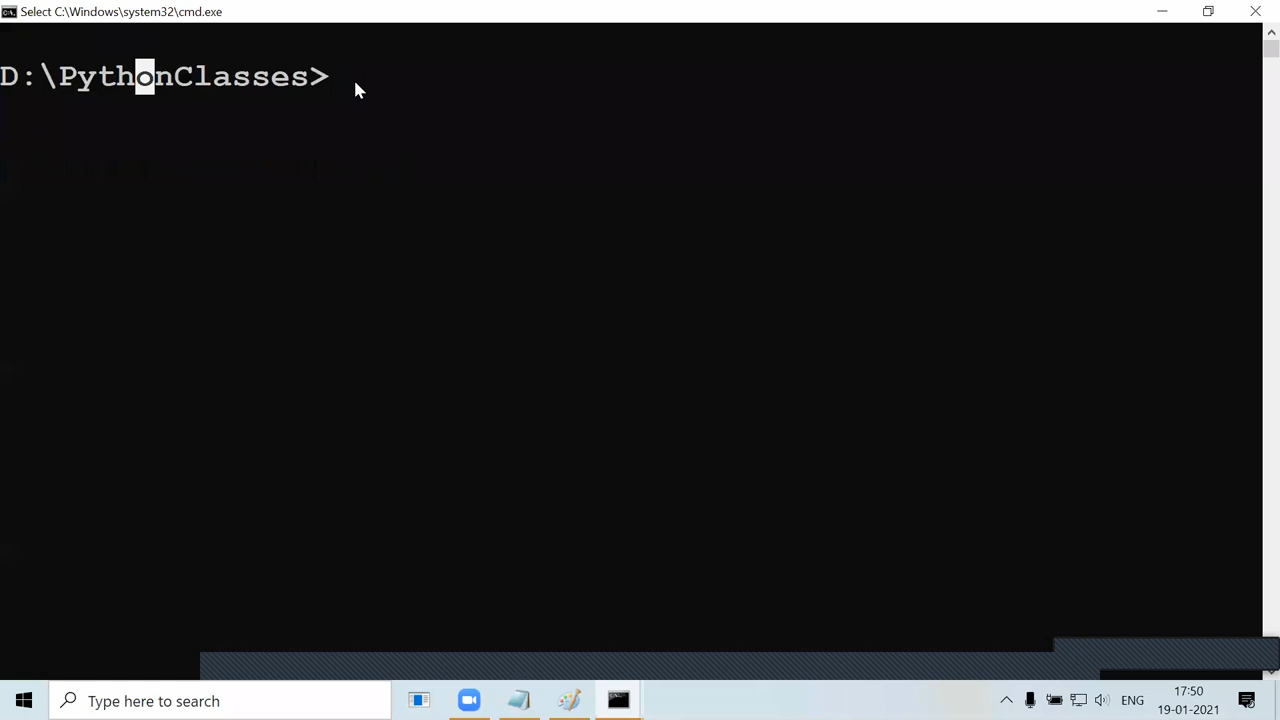 Select C:\Windows\system32\cmd.exe
D:\PythonClasses>
Type here to search
ENG
17:50
19-01-2021